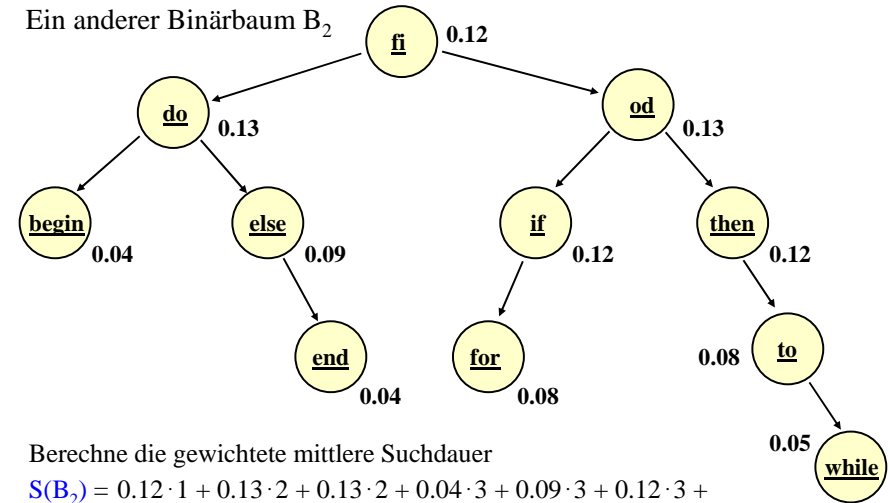 Ein anderer Binärbaum B₂
fi 0.12
do 0.13
od 0.13
begin 0.04
else 0.09
if 0.12
then 0.12
end 0.04
for 0.08
to 0.08
while 0.05
Berechne die gewichtete mittlere Suchdauer
S(B₂) = 0.12·1 + 0.13·2 + 0.13·2 + 0.04·3 + 0.09·3 + 0.12·3 +